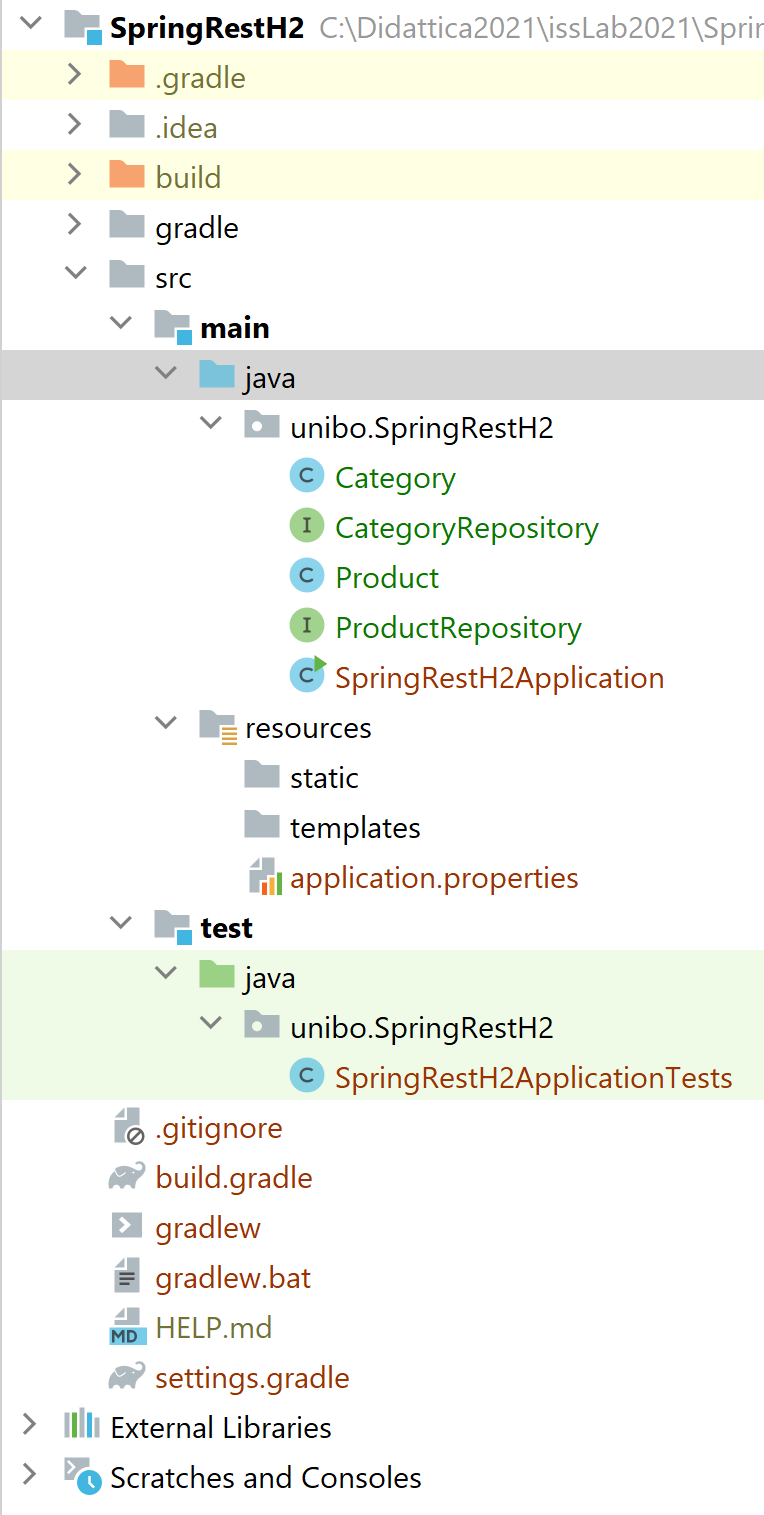 SpringRestH2 C:\Didattica2021\issLab2021\Sprin
.gradle
.idea
build
gradle
src
main
java
unibo.SpringRestH2
C Category
I CategoryRepository
C Product
I ProductRepository
C SpringRestH2Application
resources
static
templates
application.properties
test
java
unibo.SpringRestH2
C SpringRestH2ApplicationTests
.gitignore
build.gradle
gradlew
gradlew.bat
MD HELP.md
settings.gradle
External Libraries
Scratches and Consoles